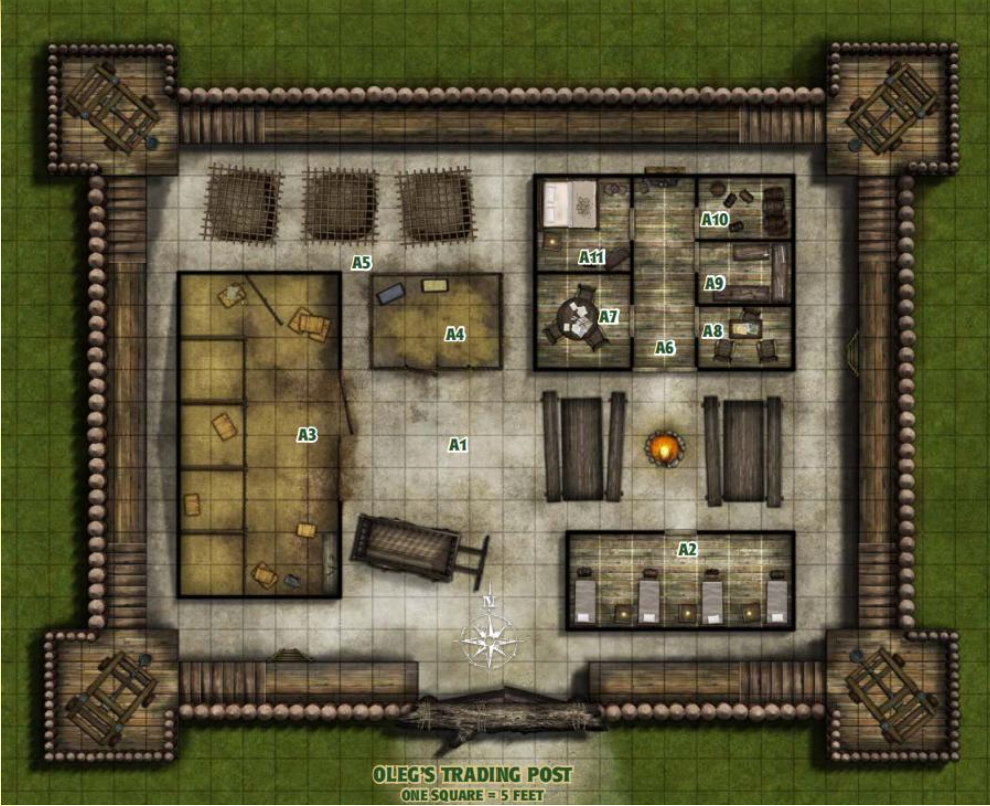 A10
A5
A11
A9
A7
A8
A4
A6
A3
A1
A2
N
OLEG'S TRADING POST
ONE SQUARE = 5 FEET